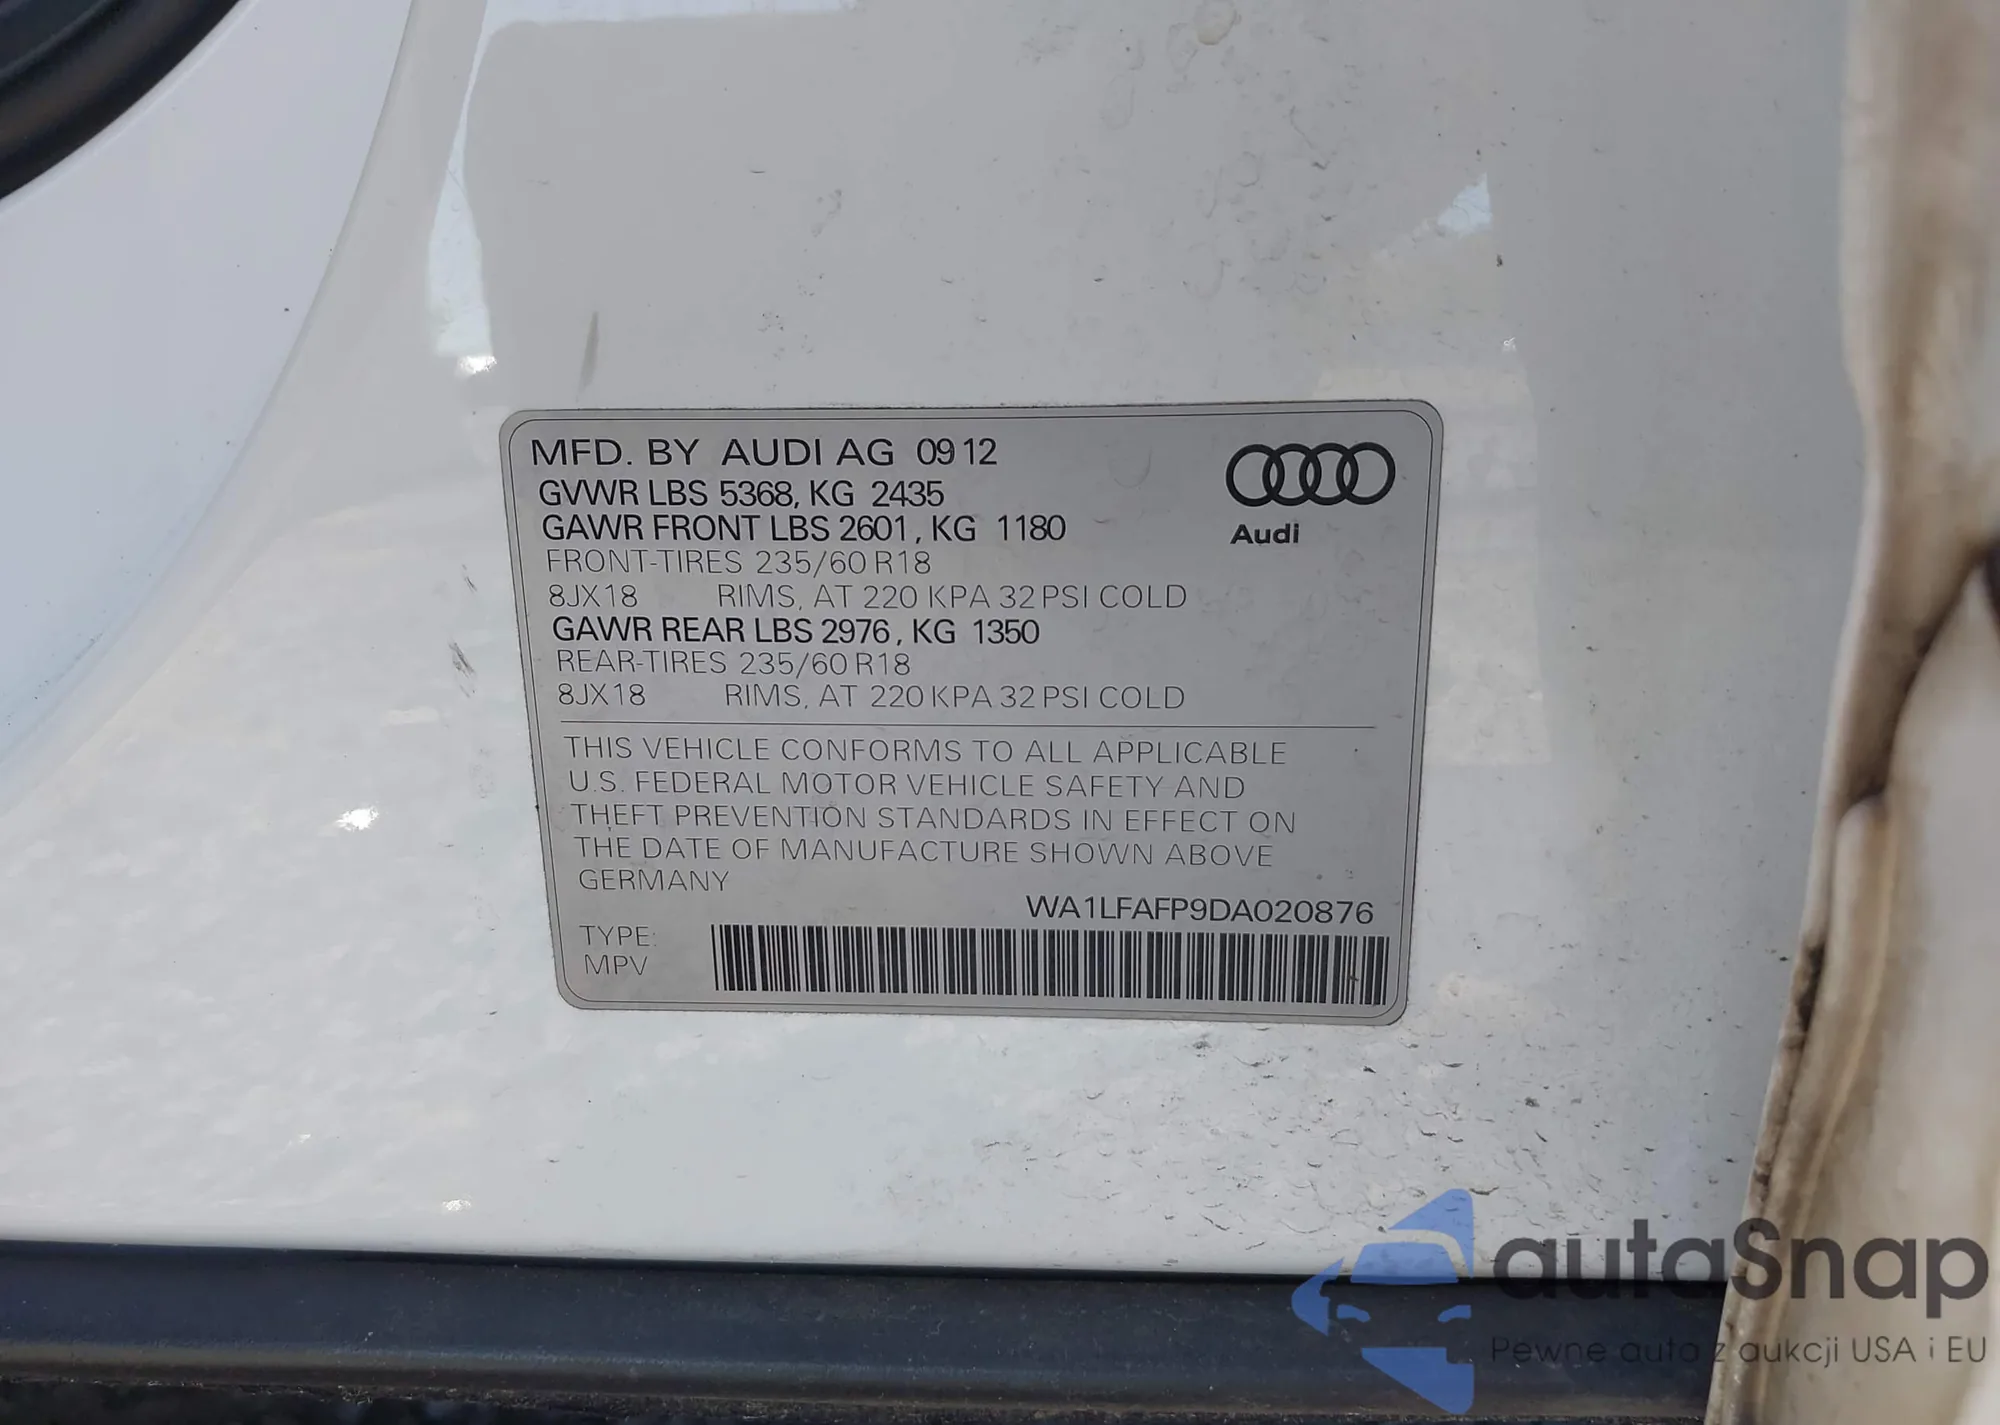 MFD. BY AUDI AG 09 12
GVWR LBS 5368, KG 2435
GAWR FRONT LBS 2601, KG 1180
FRONT-TIRES 235/60 R18
8JX18 RIMS, AT 220 KPA 32 PSI COLD
GAWR REAR LBS 2976, KG 1350
REAR-TIRES 235/60 R18
8JX18 RIMS, AT 220 KPA 32 PSI COLD
Audi
THIS VEHICLE CONFORMS TO ALL APPLICABLE
U.S. FEDERAL MOTOR VEHICLE SAFETY AND
THEFT PREVENTION STANDARDS IN EFFECT ON
THE DATE OF MANUFACTURE SHOWN ABOVE
GERMANY
WA1LFAFP9DA020876
TYPE:
MPV
autaSnap
Pewne auta z aukcji USA i EU